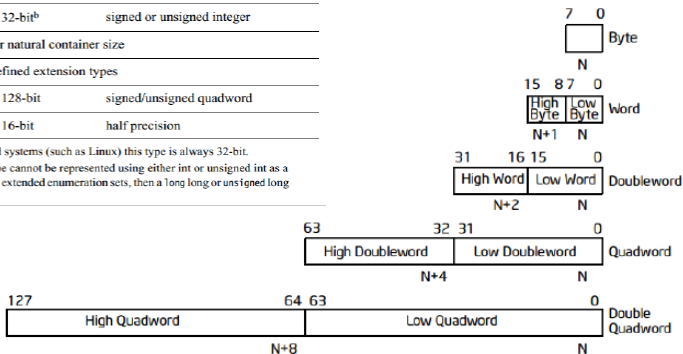 32-bitb signed or unsigned integer
r natural container size
efined extension types
128-bit signed/unsigned quadword
16-bit half precision
l systems (such as Linux) this type is always 32-bit.
e cannot be represented using either int or unsigned int as a
extended enumeration sets, then a long long or unsigned long
7 0
Byte
N
15 8 7 0
High Byte Low Byte Word
N+1 N
31 16 15 0
High Word Low Word Doubleword
N+2 N
63 32 31 0
High Doubleword Low Doubleword Quadword
N+4 N
127 64 63 0
High Quadword Low Quadword Double Quadword
N+8 N